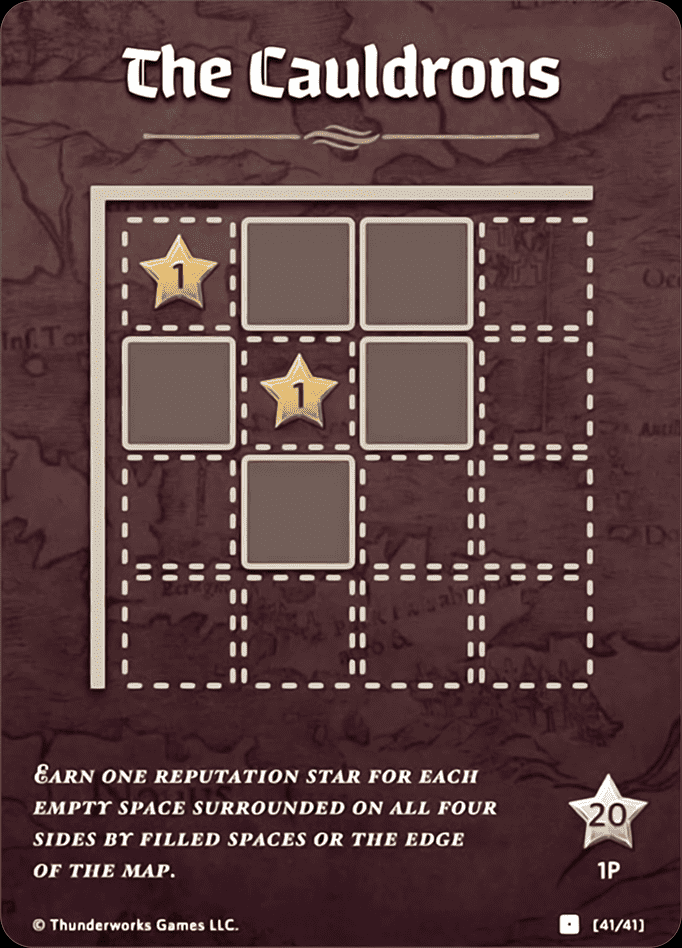 The Cauldrons
1
1
Earn one reputation star for each
empty space surrounded on all four
sides by filled spaces or the edge
of the map.
20
1P
© Thunderworks Games LLC.
[41/41]